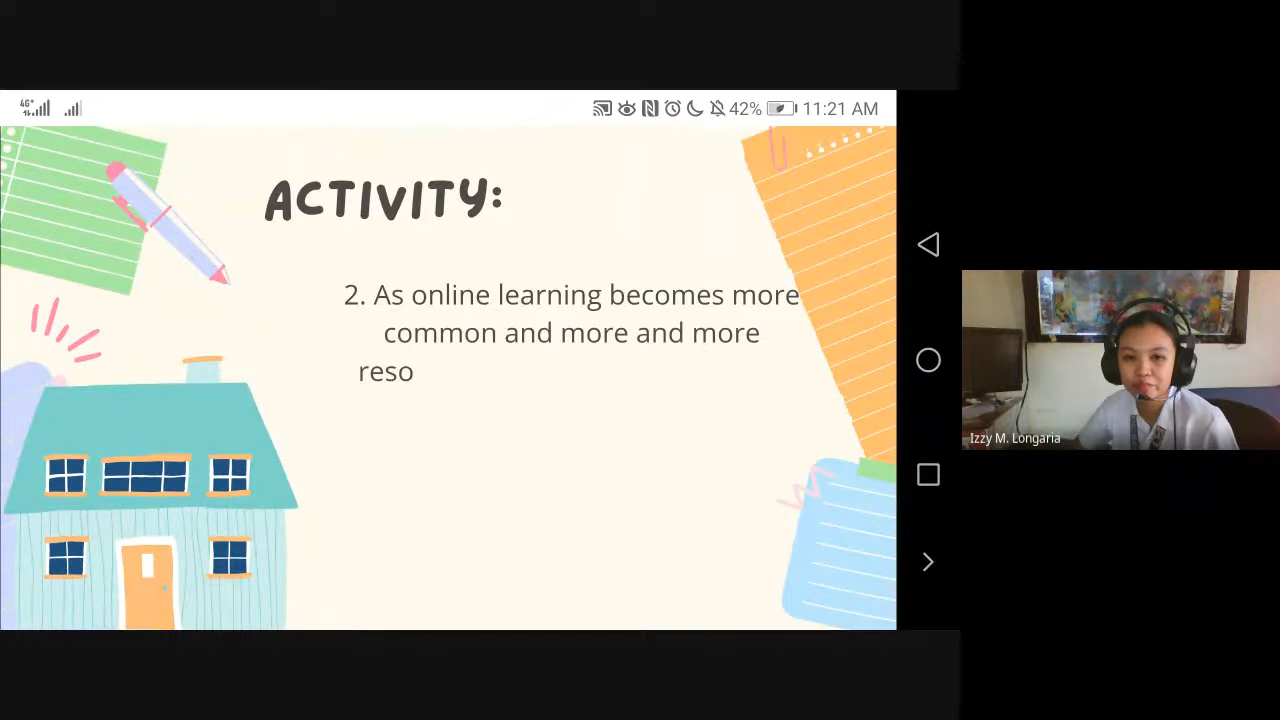 4G+
42%
11:21 AM
ACTIVITY:
2. As online learning becomes more
common and more and more
reso
Izzy M. Longaria